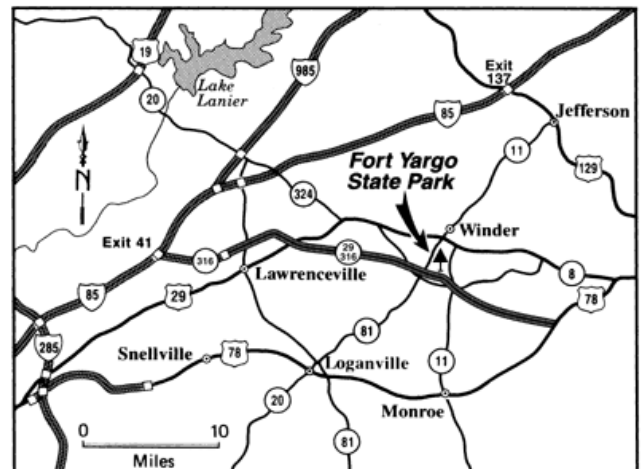 19
985
Exit
137
Lake
Lanier
20
85
Jefferson
11
Fort Yargo
State Park
129
N
324
Winder
Exit 41
316
29
316
Lawrenceville
8
85
29
78
285
81
Snellville
78
Loganville
11
20
Monroe
0 10
Miles
81